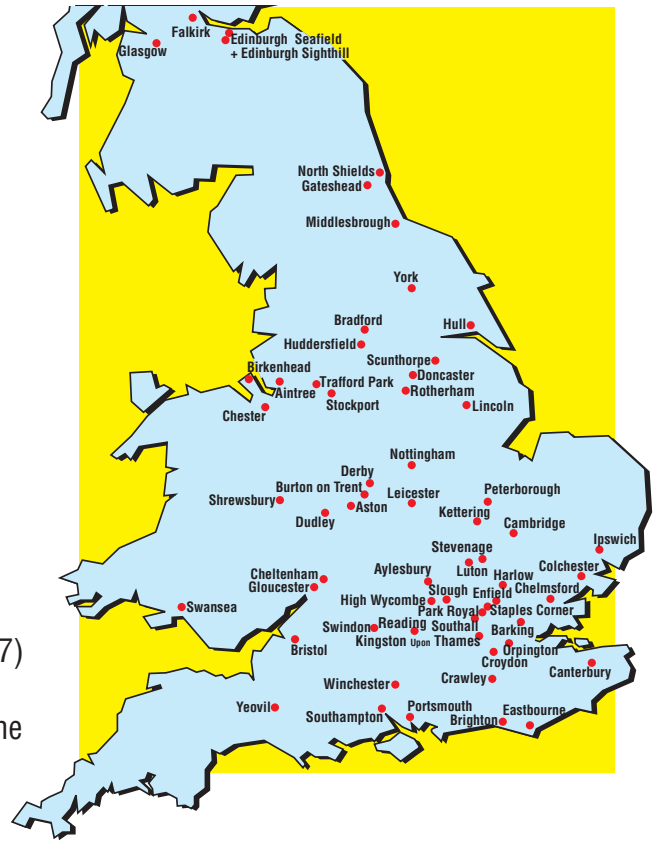 Falkirk
Glasgow
Edinburgh Seafield
+ Edinburgh Sighthill
North Shields
Gateshead
Middlesbrough
York
Bradford
Hull
Huddersfield
Scunthorpe
Birkenhead
Doncaster
Trafford Park
Aintree
Rotherham
Stockport
Chester
Lincoln
Nottingham
Derby
Burton on Trent
Leicester
Peterborough
Shrewsbury
Aston
Kettering
Dudley
Cambridge
Stevenage
Ipswich
Aylesbury
Luton
Harlow
Colchester
Cheltenham
Gloucester
Slough
Enfield
Chelmsford
High Wycombe
Park Royal
Staples Corner
Swansea
Swindon
Reading
Southall
Barking
Kingston Upon Thames
7)
Bristol
Orpington
Croydon
Canterbury
Crawley
Winchester
Yeovil
Southampton
Portsmouth
Eastbourne
Brighton
ne